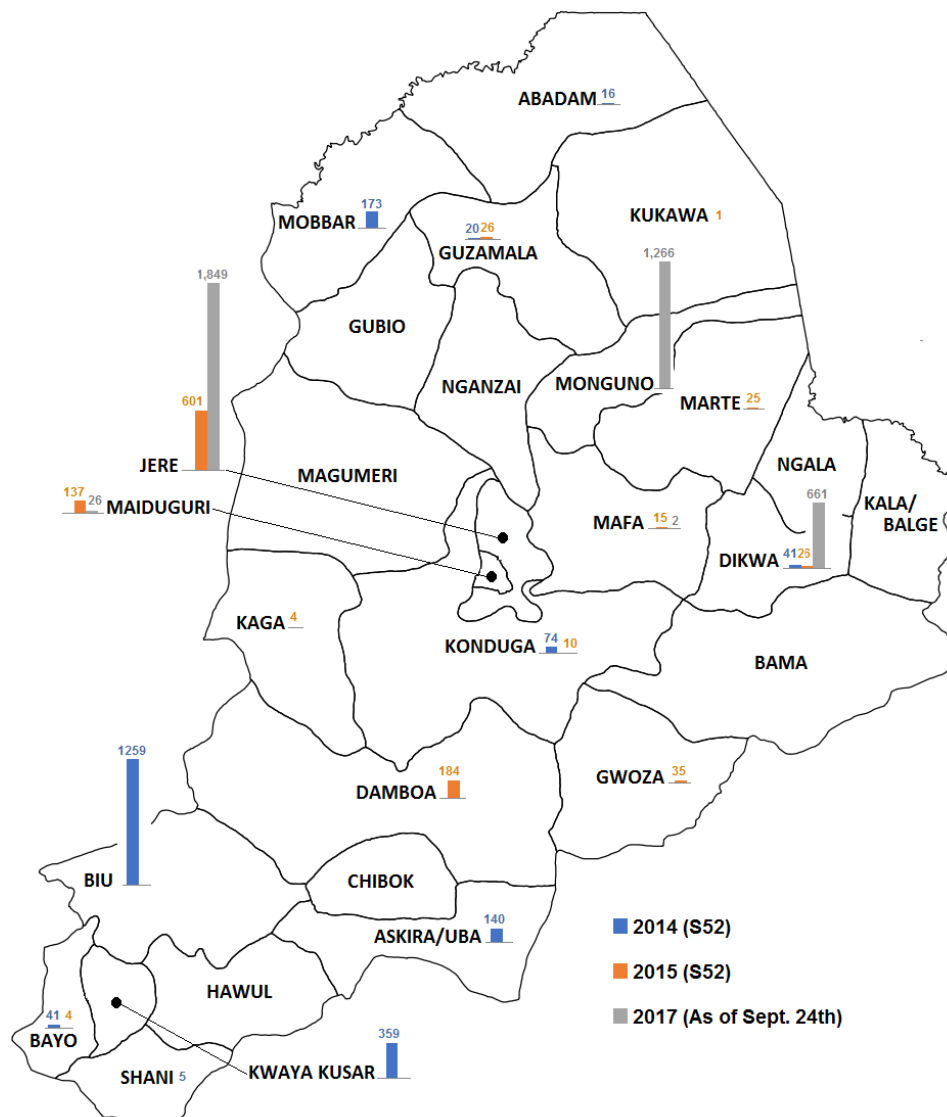 ABADAM 16
173
MOBBAR
KUKAWA 1
20 26
GUZAMALA
1,266
1,849
GUBIO
NGANZAI
MONGUNO
MARTE 25
601
JERE
MAGUMERI
NGALA
137 26
MAIDUGURI
MAFA 15 2
661
KALA/
BALGE
DIKWA 41 26
KAGA 4
KONDUGA 74 10
BAMA
1259
DAMBOA 184
GWOZA 35
BIU
CHIBOK
ASKIRA/UBA 140
2014 (S52)
2015 (S52)
2017 (As of Sept. 24th)
HAWUL
41 4
BAYO
359
SHANI 5
KWAYA KUSAR